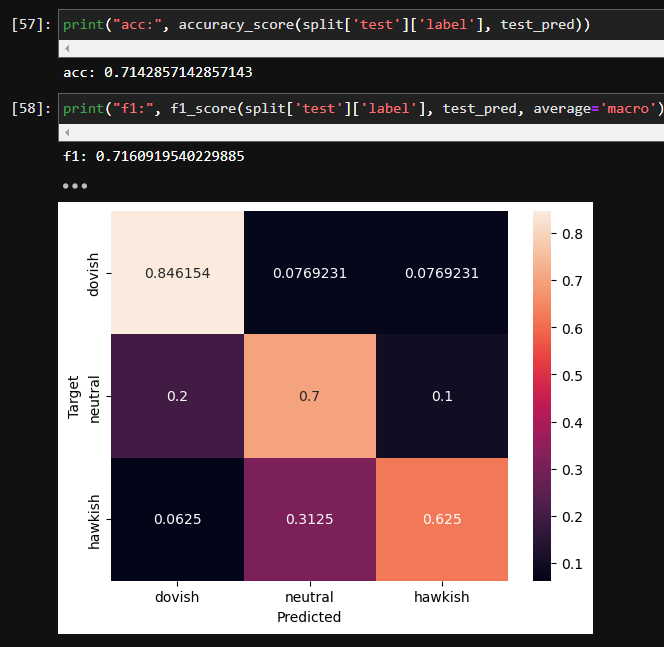 [57]: print("acc:", accuracy_score(split['test']['label'], test_pred))
acc: 0.7142857142857143
[58]: print("f1:", f1_score(split['test']['label'], test_pred, average='macro')
f1: 0.7160919540229885
dovish 0.846154 0.0769231 0.0769231
neutral 0.2 0.7 0.1
hawkish 0.0625 0.3125 0.625
Target
dovish neutral hawkish
Predicted
0.8
0.7
0.6
0.5
0.4
0.3
0.2
0.1